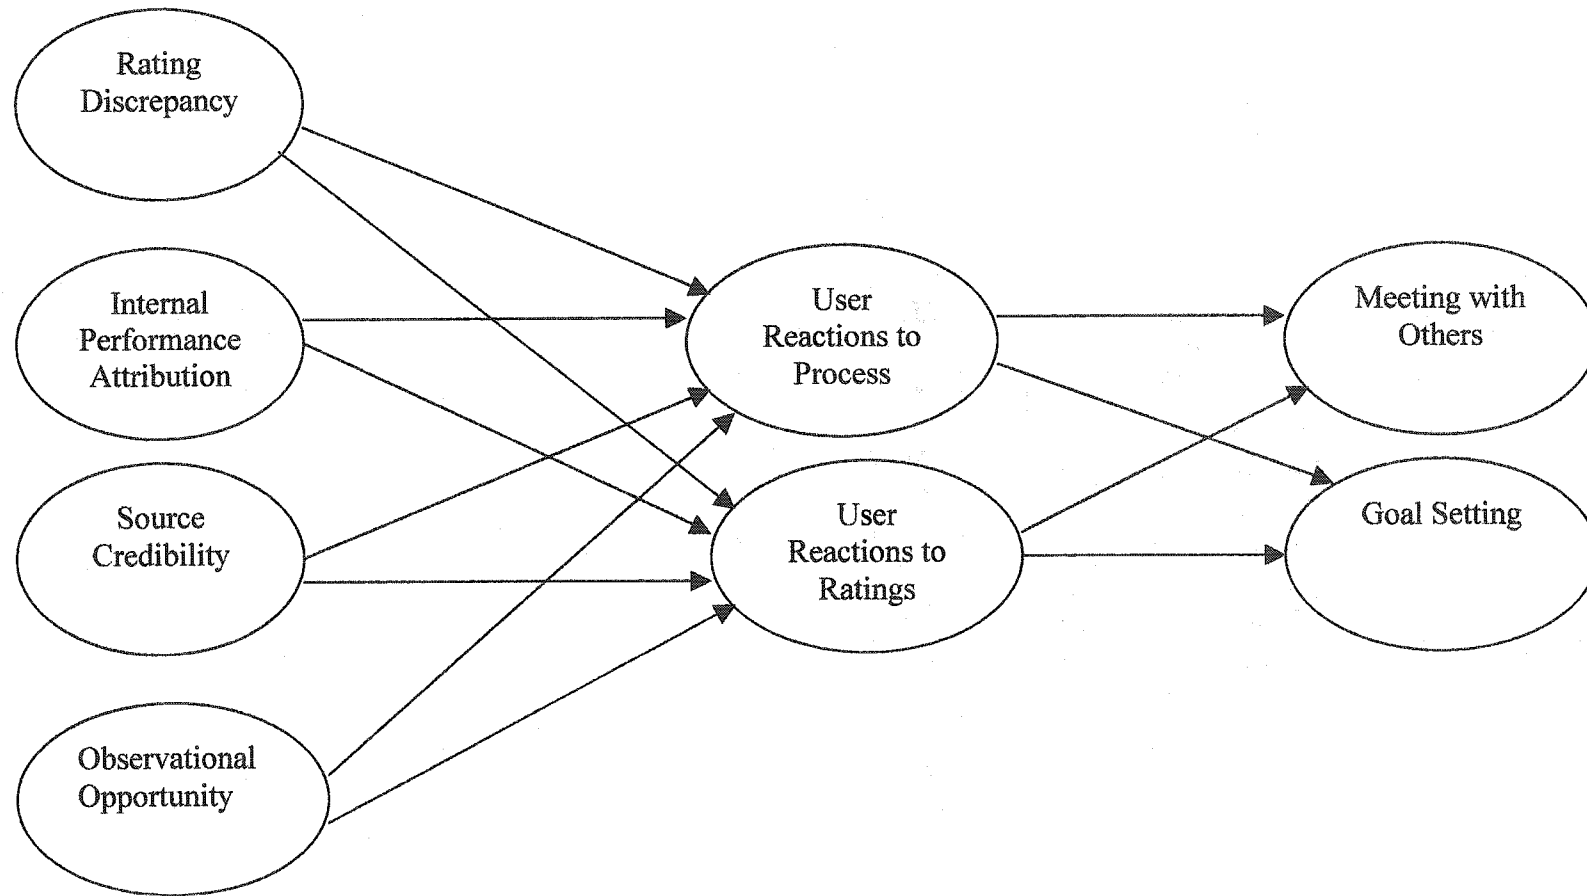 Rating
Discrepancy
Internal
Performance
Attribution
Source
Credibility
Observational
Opportunity
User
Reactions to
Process
User
Reactions to
Ratings
Meeting with
Others
Goal Setting